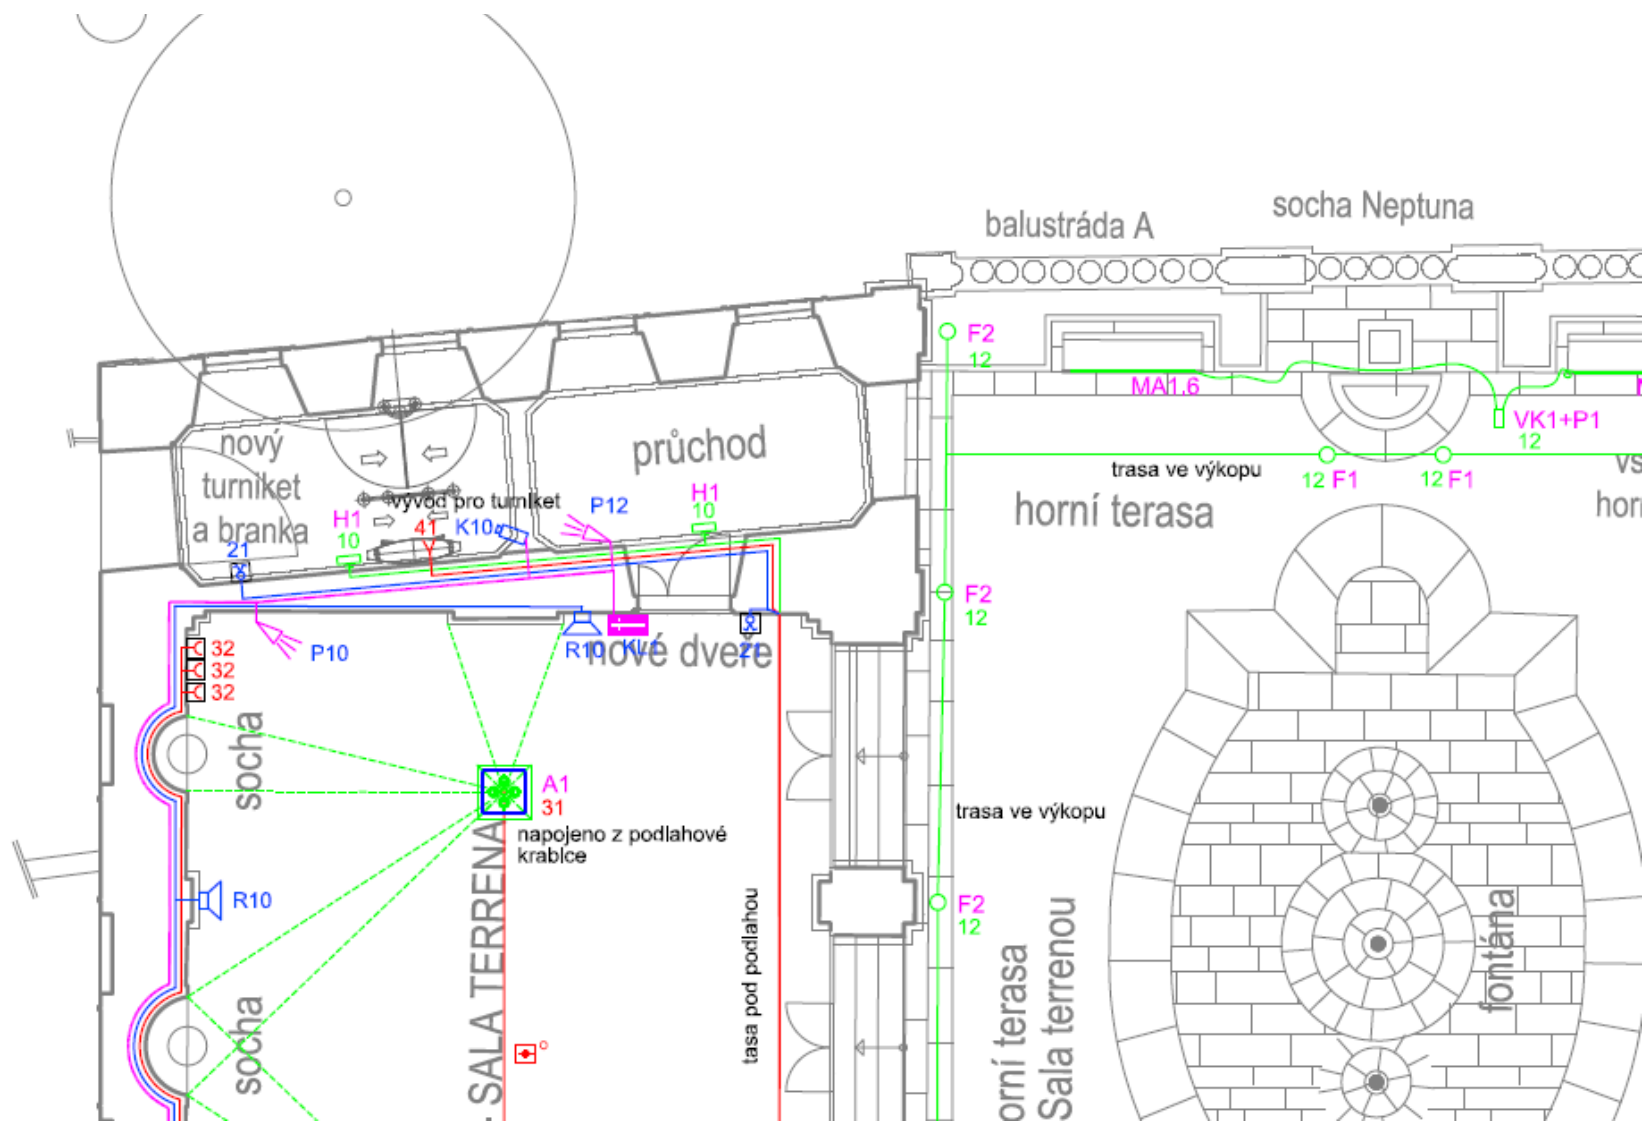 socha Neptuna
balustráda A
F2
12
MA1.6
VK1+P1
12
trasa ve výkopu
12 F1
12 F1
horní terasa
nový
turniket
a branka
průchod
vývod pro turniket
H1
10
41
K10
P12
H1
10
21
F2
12
P10
R10
KL1
nové dveře
21
32
32
32
socha
A1
31
napojeno z podlahové
krabice
trasa ve výkopu
R10
F2
12
SALA TERRENA
tasa pod podlahou
fontána
socha
Sala terrenou